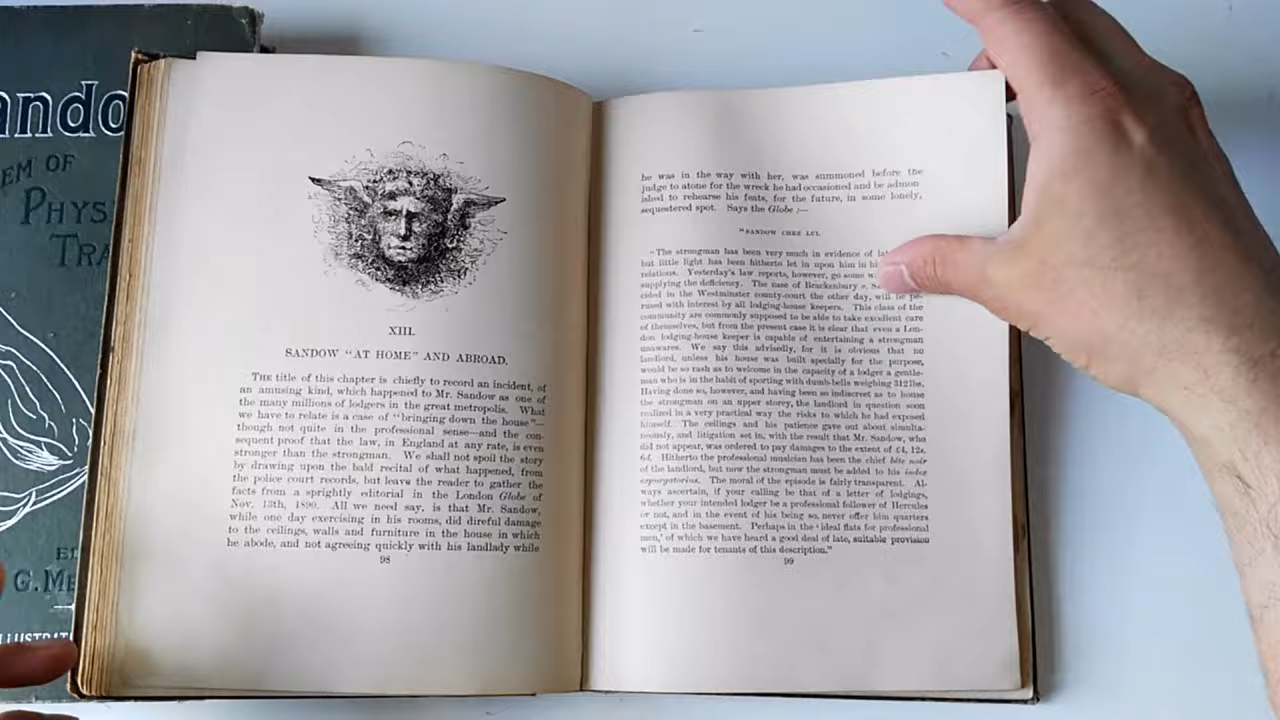 ando
EM OF
PHYS
TRA
ED
G. ME
ILLUSTRAT
XIII.
SANDOW "AT HOME" AND ABROAD.
THE title of this chapter is chiefly to record an incident, of
an amusing kind, which happened to Mr. Sandow as one of
the many millions of lodgers in the great metropolis. What
we have to relate is a case of "bringing down the house"—
though not quite in the professional sense—and the con-
sequent proof that the law, in England at any rate, is even
stronger than the strongman. We shall not spoil the story
by drawing upon the bald recital of what happened, from
the police court records, but leave the reader to gather the
facts from a sprightly editorial in the London Globe of
Nov. 13th, 1890. All we need say, is that Mr. Sandow,
while one day exercising in his rooms, did direful damage
to the ceilings, walls and furniture in the house in which
he abode, and not agreeing quickly with his landlady while
98
he was in the way with her, was summoned before the
judge to atone for the wreck he had occasioned and be admon
ished to rehearse his feats, for the future, in some lonely,
sequestered spot. Says the Globe :—
"SANDOW CHEZ LUI.
"The strongman has been very much in evidence of
but little light has been hitherto let in upon him in
relations. Yesterday's law reports, however, go some
supplying the deficiency. The case of Brackenbury v.
cided in the Westminster county-court the other day, will be pe-
rused with interest by all lodging-house keepers. This class of the
community are commonly supposed to be able to take excellent care
of themselves, but from the present case it is clear that even a Lon-
don lodging-house keeper is capable of entertaining a strongman
unawares. We say this advisedly, for it is obvious that no
landlord, unless his house was built specially for the purpose,
would be so rash as to welcome in the capacity of a lodger a gentle-
man who is in the habit of sporting with dumb-bells weighing 312 lbs.
Having done so, however, and having been so indiscreet as to house
the strongman on an upper storey, the landlord in question soon
realized in a very practical way the risks to which he had exposed
himself. The ceilings and his patience gave out about simulta-
neously, and litigation set in, with the result that Mr. Sandow, who
did not appear, was ordered to pay damages to the extent of £4, 12s.
6d. Hitherto the professional musician has been the chief bête noir
of the landlord, but now the strongman must be added to his index
expurgatorius. The moral of the episode is fairly transparent. Al-
ways ascertain, if your calling be that of a letter of lodgings,
whether your intended lodger be a professional follower of Hercules
or not, and in the event of his being so, never offer him quarters
except in the basement. Perhaps in the 'ideal flats for professional
men,' of which we have heard a good deal of late, suitable provision
will be made for tenants of this description."
99